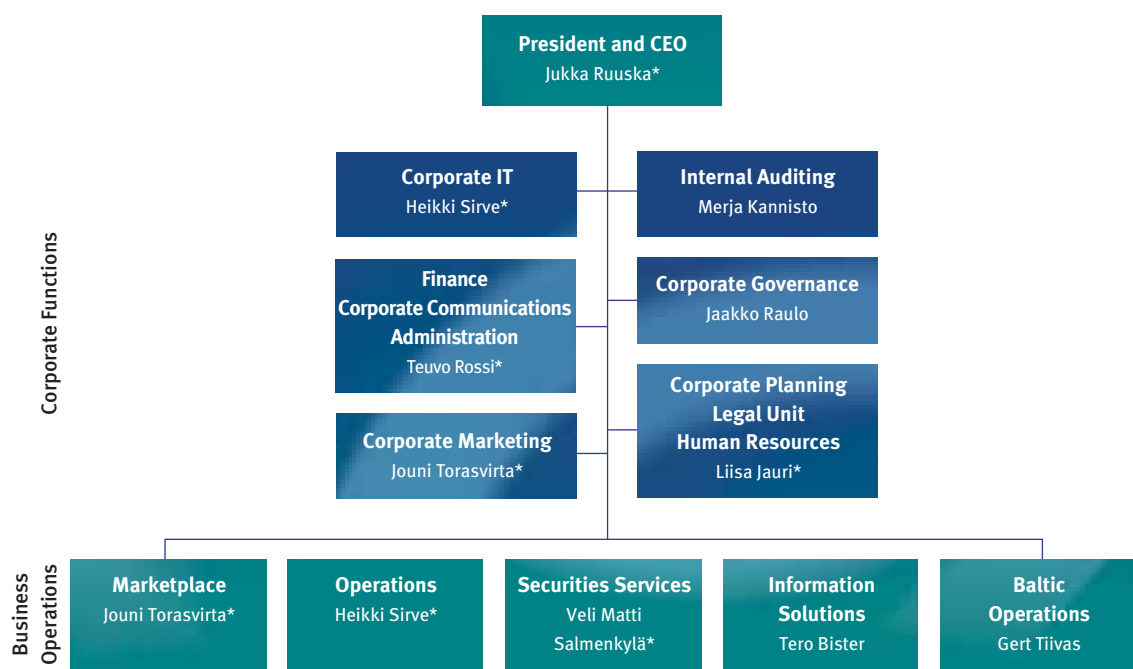 President and CEO
Jukka Ruuska*
Corporate Functions
Corporate IT
Heikki Sirve*
Internal Auditing
Merja Kannisto
Finance
Corporate Communications
Administration
Teuvo Rossi*
Corporate Governance
Jaakko Raulo
Corporate Marketing
Jouni Torasvirta*
Corporate Planning
Legal Unit
Human Resources
Liisa Jauri*
Business
Operations
Marketplace
Jouni Torasvirta*
Operations
Heikki Sirve*
Securities Services
Veli Matti
Salmenkylä*
Information
Solutions
Tero Bister
Baltic
Operations
Gert Tiivas